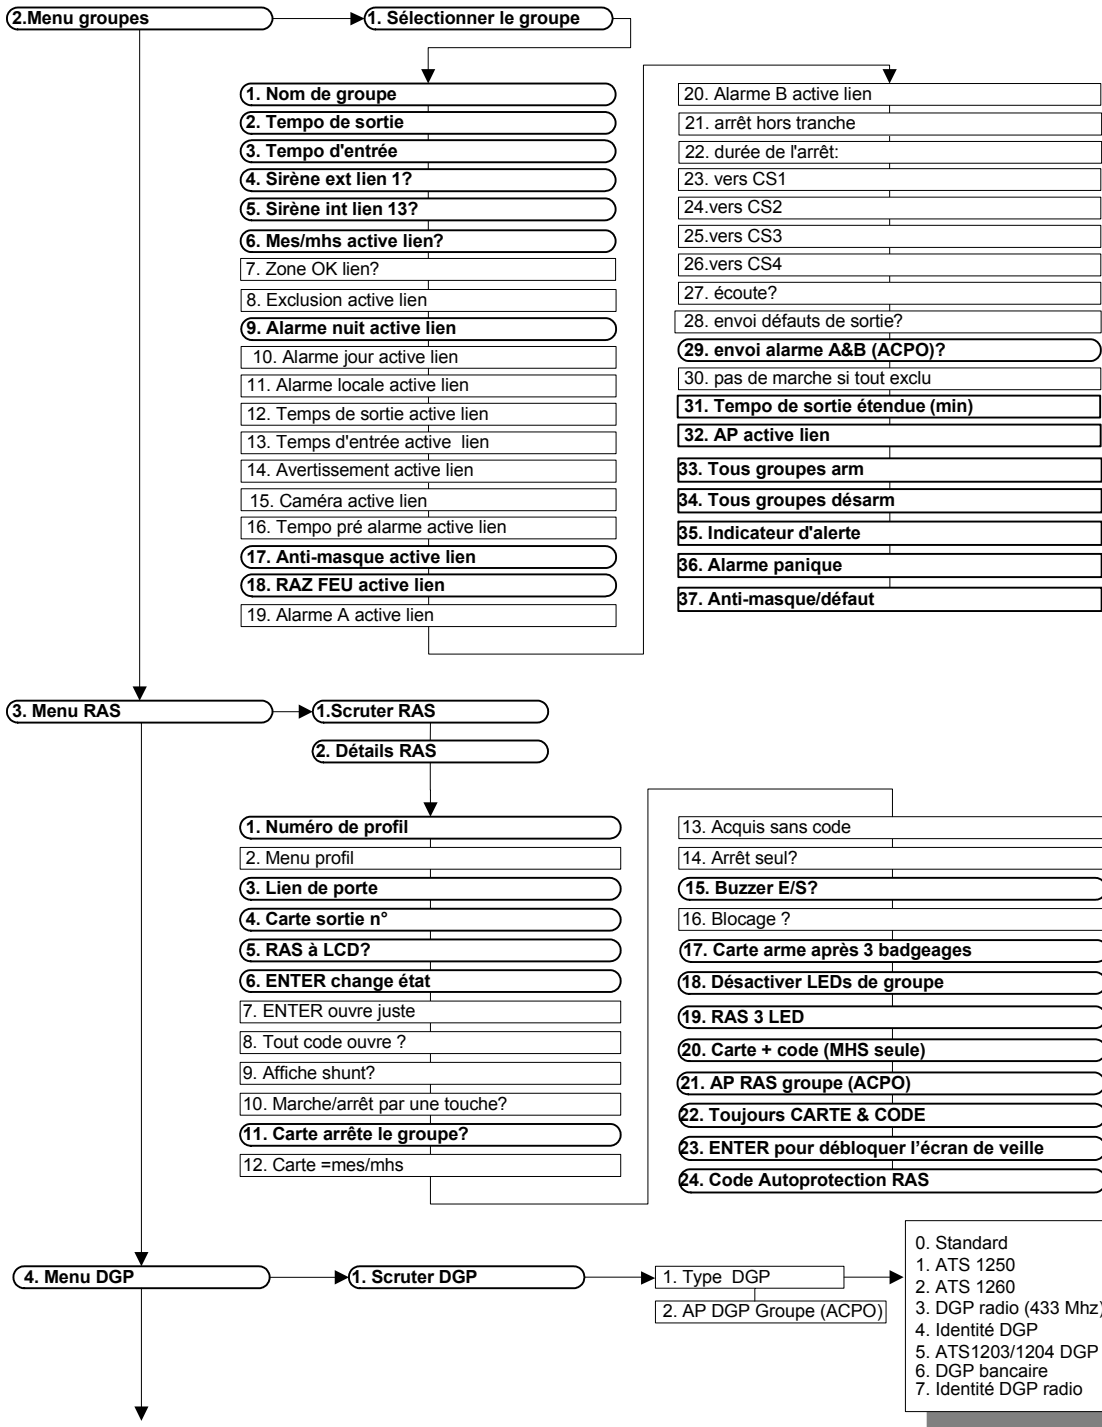 2.Menu groupes
1. Sélectionner le groupe
1. Nom de groupe
2. Tempo de sortie
3. Tempo d'entrée
4. Sirène ext lien 1?
5. Sirène int lien 13?
6. Mes/mhs active lien?
7. Zone OK lien?
8. Exclusion active lien
9. Alarme nuit active lien
10. Alarme jour active lien
11. Alarme locale active lien
12. Temps de sortie active lien
13. Temps d'entrée active lien
14. Avertissement active lien
15. Caméra active lien
16. Tempo pré alarme active lien
17. Anti-masque active lien
18. RAZ FEU active lien
19. Alarme A active lien
20. Alarme B active lien
21. arrêt hors tranche
22. durée de l'arrêt:
23. vers CS1
24.vers CS2
25.vers CS3
26.vers CS4
27. écoute?
28. envoi défauts de sortie?
29. envoi alarme A&B (ACPO)?
30. pas de marche si tout exclu
31. Tempo de sortie étendue (min)
32. AP active lien
33. Tous groupes arm
34. Tous groupes désarm
35. Indicateur d'alerte
36. Alarme panique
37. Anti-masque/défaut
3. Menu RAS
1.Scruter RAS
2. Détails RAS
1. Numéro de profil
2. Menu profil
3. Lien de porte
4. Carte sortie n°
5. RAS à LCD?
6. ENTER change état
7. ENTER ouvre juste
8. Tout code ouvre ?
9. Affiche shunt?
10. Marche/arrêt par une touche?
11. Carte arrête le groupe?
12. Carte =mes/mhs
13. Acquis sans code
14. Arrêt seul?
15. Buzzer E/S?
16. Blocage ?
17. Carte arme après 3 badgeages
18. Désactiver LEDs de groupe
19. RAS 3 LED
20. Carte + code (MHS seule)
21. AP RAS groupe (ACPO)
22. Toujours CARTE & CODE
23. ENTER pour débloquer l’écran de veille
24. Code Autoprotection RAS
4. Menu DGP
1. Scruter DGP
1. Type DGP
2. AP DGP Groupe (ACPO)
0. Standard
1. ATS 1250
2. ATS 1260
3. DGP radio (433 Mhz)
4. Identité DGP
5. ATS1203/1204 DGP
6. DGP bancaire
7. Identité DGP radio